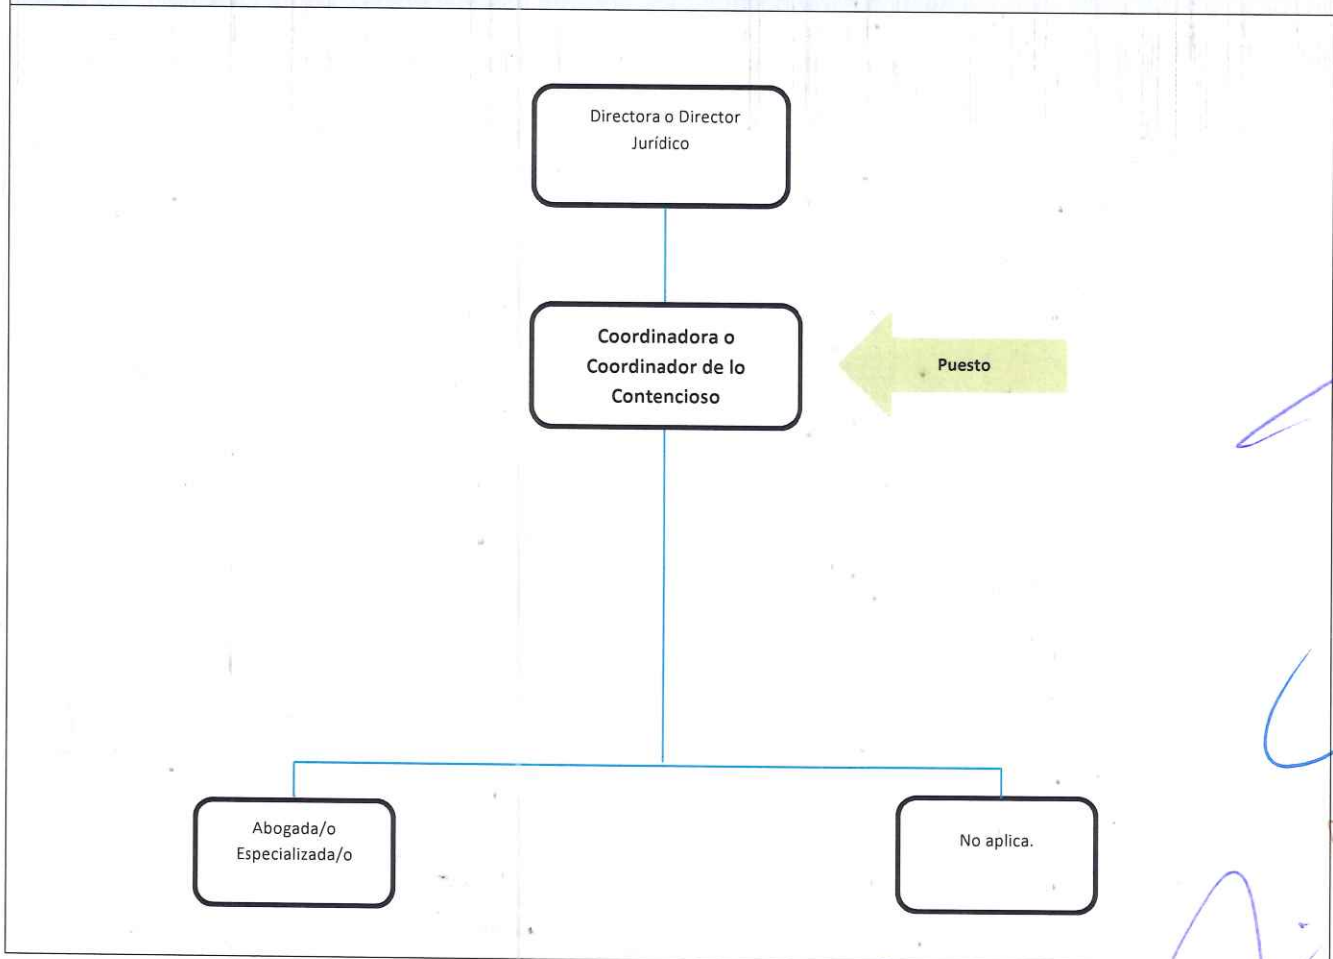 Directora o Director
Jurídico
Coordinadora o
Coordinador de lo
Contencioso
Puesto
Abogada/o
Especializada/o
No aplica.